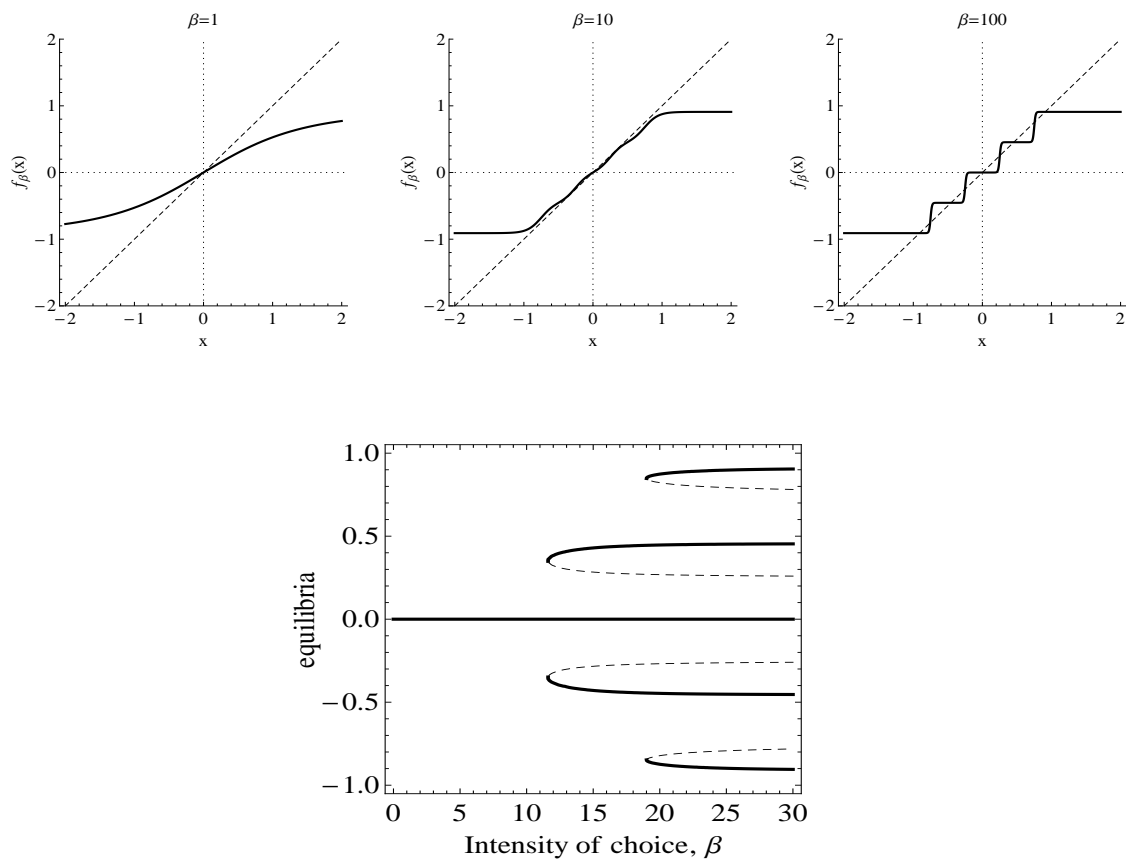 β=1
β=10
β=100
2
1
0
−1
−2
f_β(x)
−2 −1 0 1 2
x
2
1
0
−1
−2
f_β(x)
−2 −1 0 1 2
x
2
1
0
−1
−2
f_β(x)
−2 −1 0 1 2
x
1.0
0.5
0.0
−0.5
−1.0
equilibria
0 5 10 15 20 25 30
Intensity of choice, β